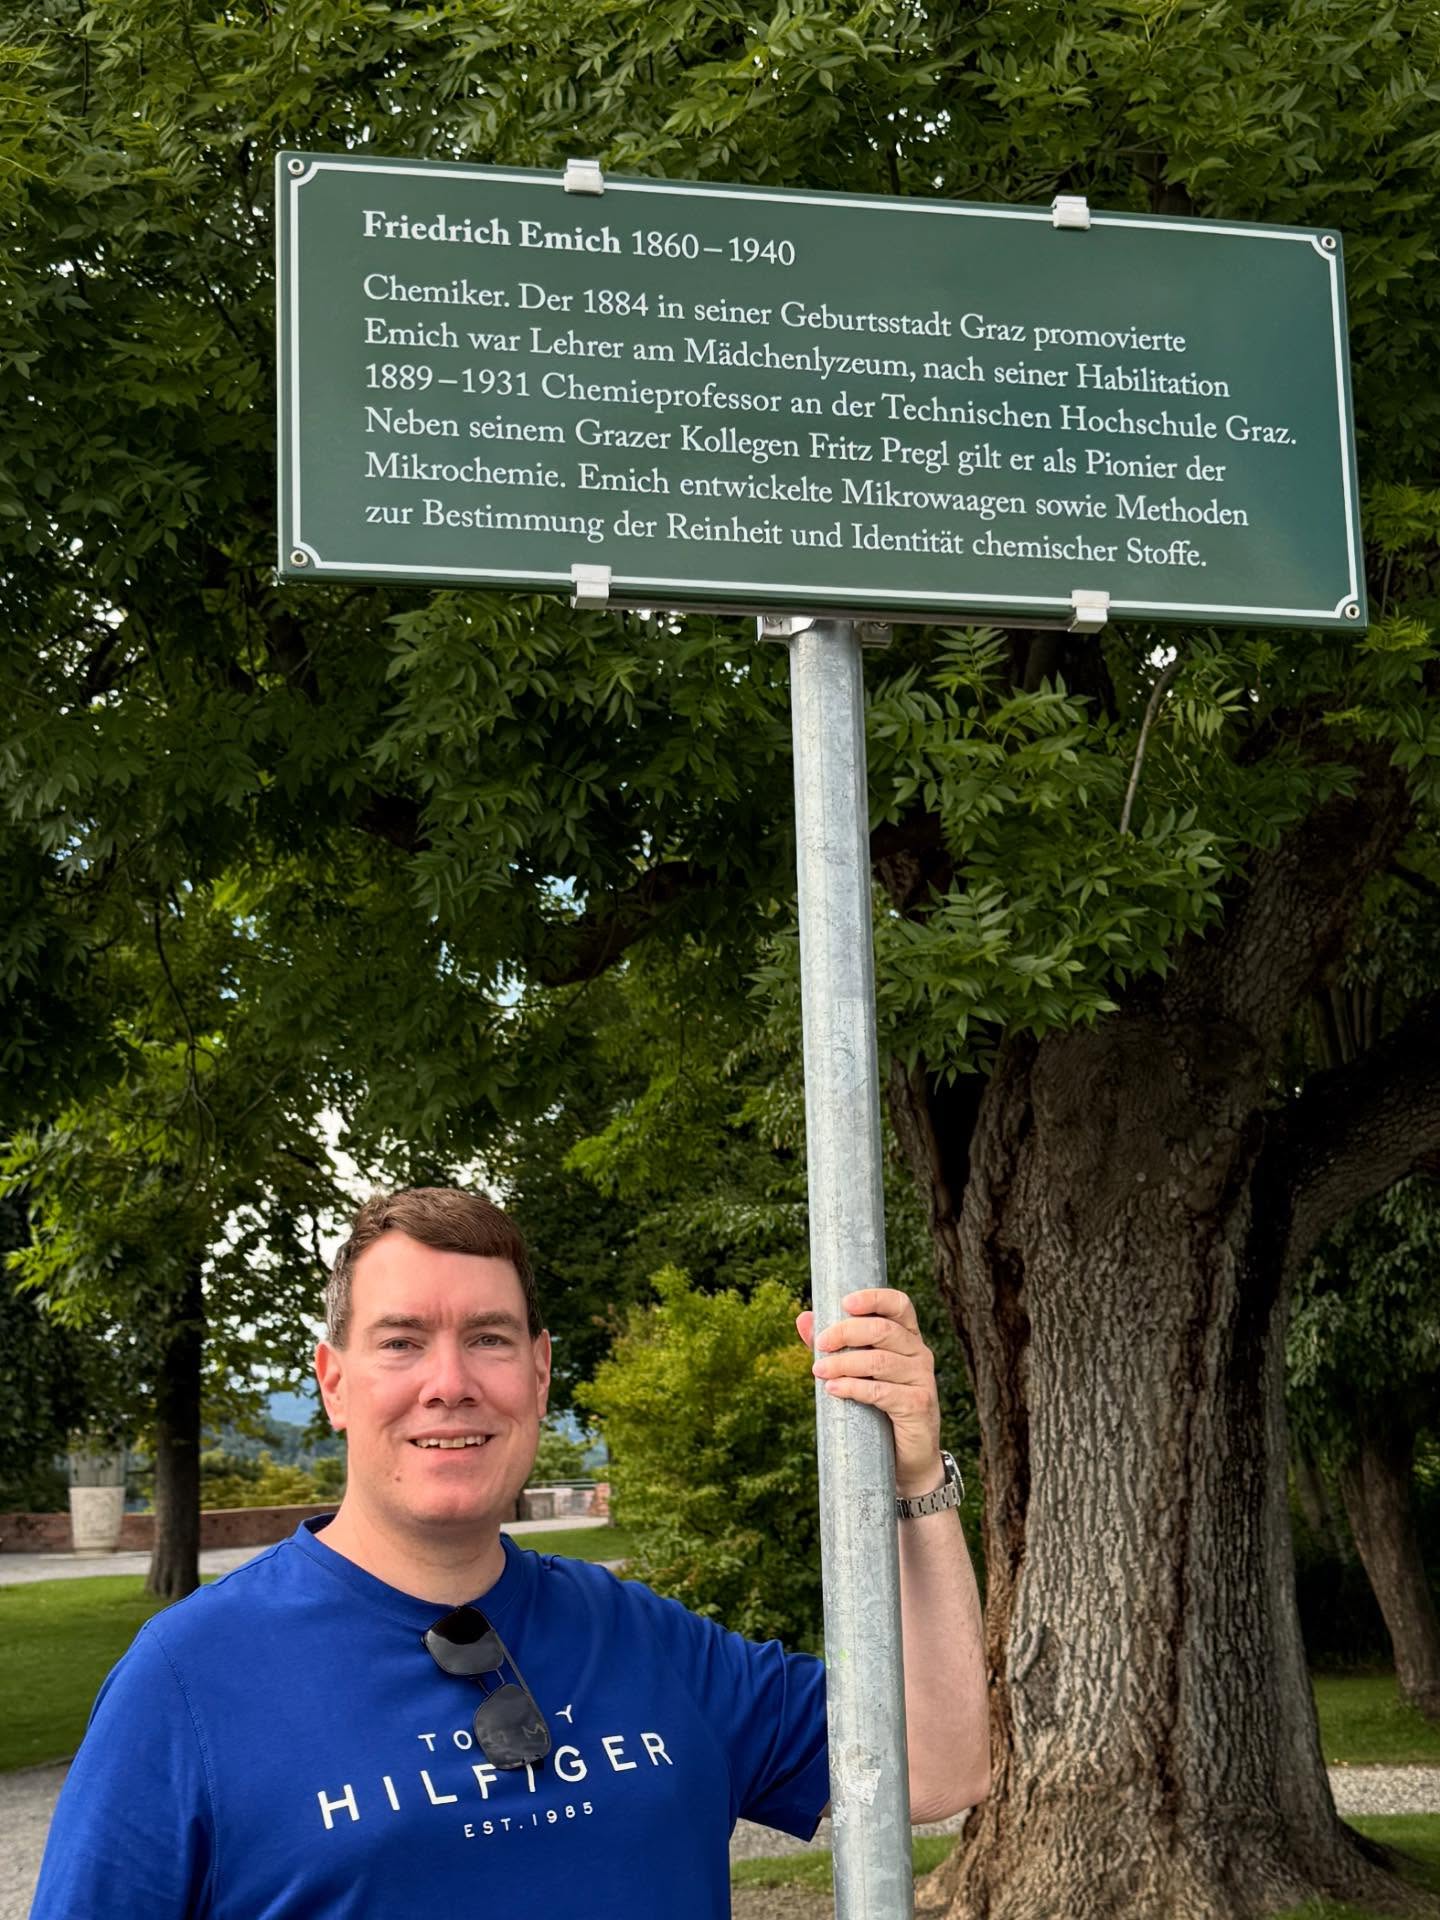 Friedrich Emich 1860–1940
Chemiker. Der 1884 in seiner Geburtsstadt Graz promovierte
Emich war Lehrer am Mädchenlyzeum, nach seiner Habilitation
1889–1931 Chemieprofessor an der Technischen Hochschule Graz.
Neben seinem Grazer Kollegen Fritz Pregl gilt er als Pionier der
Mikrochemie. Emich entwickelte Mikrowaagen sowie Methoden
zur Bestimmung der Reinheit und Identität chemischer Stoffe.
TOMMY
HILFIGER
EST. 1985